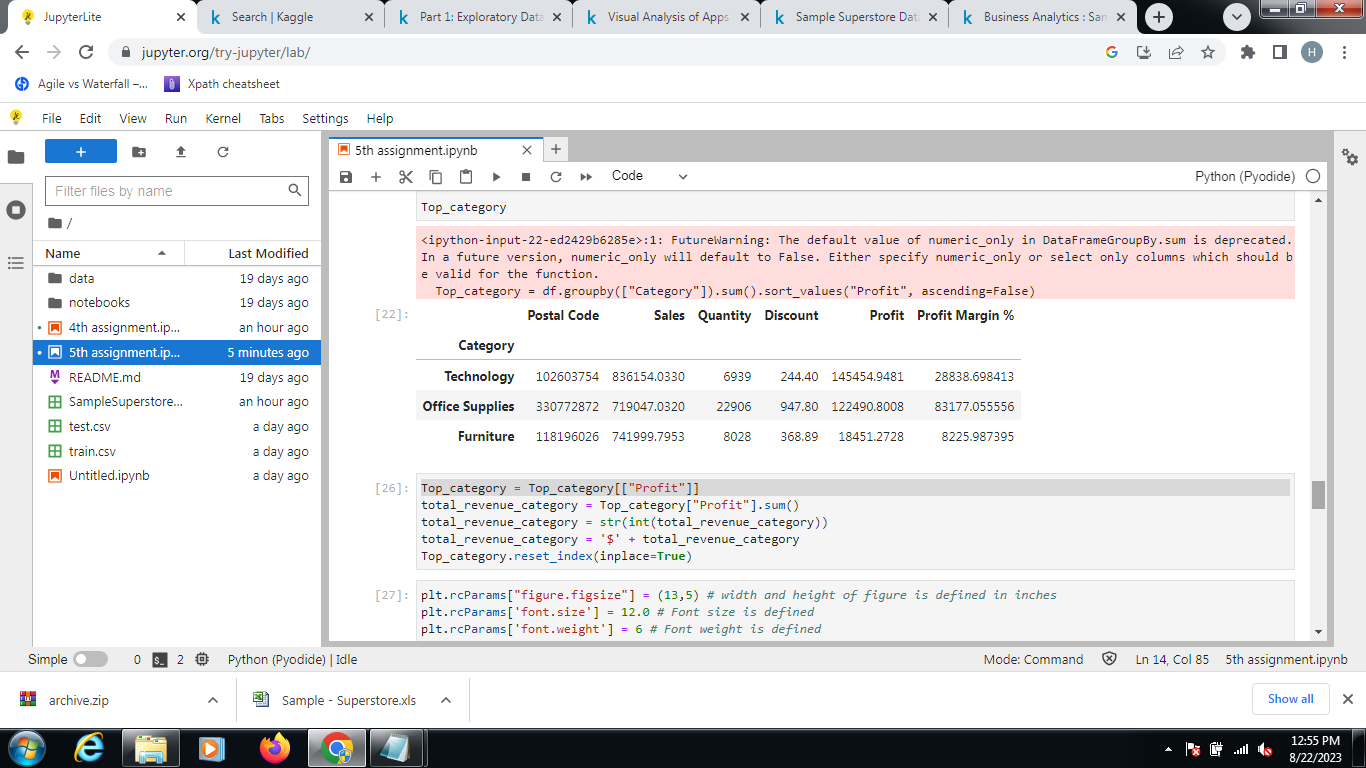 JupyterLite
Search | Kaggle
Part 1: Exploratory Data
Visual Analysis of Apps
Sample Superstore Data
Business Analytics : Sam
jupyter.org/try-jupyter/lab/
H
Agile vs Waterfall –...
Xpath cheatsheet
File Edit View Run Kernel Tabs Settings Help
Filter files by name
/
Name Last Modified
data 19 days ago
notebooks 19 days ago
4th assignment.ip... an hour ago
5th assignment.ip... 5 minutes ago
README.md 19 days ago
SampleSuperstore... an hour ago
test.csv a day ago
train.csv a day ago
Untitled.ipynb a day ago
5th assignment.ipynb
Code
Python (Pyodide)
Top_category
<ipython-input-22-ed2429b6285e>:1: FutureWarning: The default value of numeric_only in DataFrameGroupBy.sum is deprecated.
In a future version, numeric_only will default to False. Either specify numeric_only or select only columns which should b
e valid for the function.
Top_category = df.groupby(["Category"]).sum().sort_values("Profit", ascending=False)
[22]:
Postal Code Sales Quantity Discount Profit Profit Margin %
Category
Technology 102603754 836154.0330 6939 244.40 145454.9481 28838.698413
Office Supplies 330772872 719047.0320 22906 947.80 122490.8008 83177.055556
Furniture 118196026 741999.7953 8028 368.89 18451.2728 8225.987395
[26]:
Top_category = Top_category[["Profit"]]
total_revenue_category = Top_category["Profit"].sum()
total_revenue_category = str(int(total_revenue_category))
total_revenue_category = '$' + total_revenue_category
Top_category.reset_index(inplace=True)
[27]:
plt.rcParams["figure.figsize"] = (13,5) # width and height of figure is defined in inches
plt.rcParams['font.size'] = 12.0 # Font size is defined
plt.rcParams['font.weight'] = 6 # Font weight is defined
Simple 0 $_ 2 Python (Pyodide) | Idle
Mode: Command Ln 14, Col 85 5th assignment.ipynb
archive.zip
Sample - Superstore.xls
Show all
12:55 PM
8/22/2023